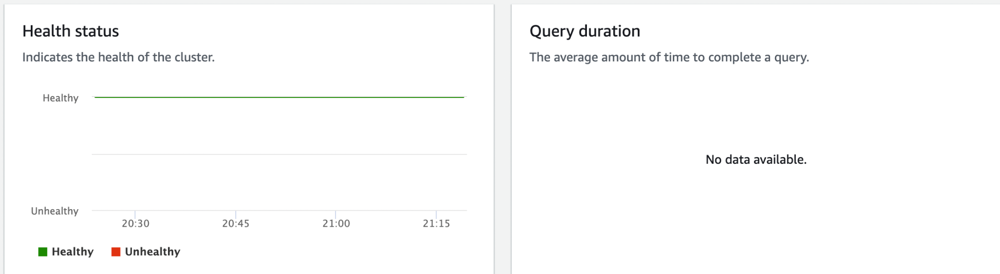 Health status
Indicates the health of the cluster.
Healthy
Unhealthy
20:30 20:45 21:00 21:15
Healthy Unhealthy
Query duration
The average amount of time to complete a query.
No data available.